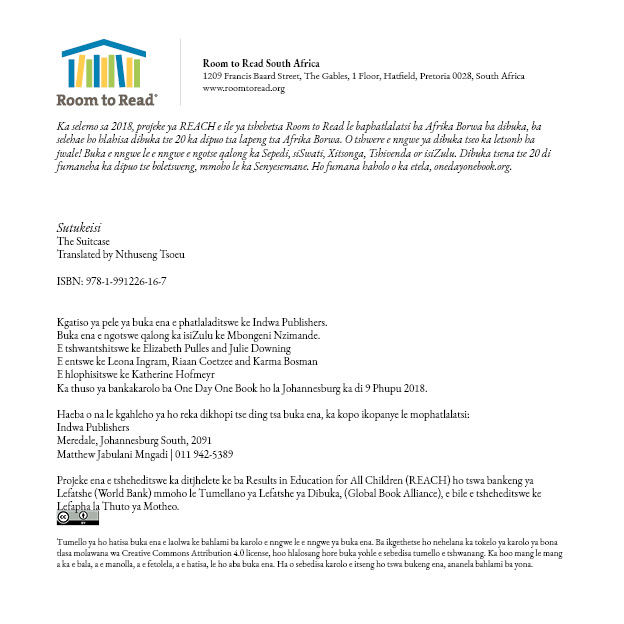 Room to Read®
Room to Read South Africa
1209 Francis Baard Street, The Gables, 1 Floor, Hatfield, Pretoria 0028, South Africa
www.roomtoread.org
Ka selemo sa 2018, projeke ya REACH e ile ya tshehetsa Room to Read le baphatlalatsi ba Afrika Borwa ba dibuka, ba
selehae ho hlahisa dibuka tse 20 ka dipuo tsa lapeng tsa Afrika Borwa. O tshwere e nngwe ya dibuka tseo ka letsonh ba
jwale! Buka e nngwe le e nngwe e ngotse qalong ka Sepedi, siSwati, Xitsonga, Tshivenda or isiZulu. Dibuka tsena tse 20 di
fumaneha ka dipuo tse boletsweng, mmoho le ka Senyesemane. Ho fumana haholo o ka etela, onedayonebook.org.
Sutukeisi
The Suitcase
Translated by Nthuseng Tsoeu
ISBN: 978-1-991226-16-7
Kgatiso ya pele ya buka ena e phatlaladitswe ke Indwa Publishers.
Buka ena e ngotswe qalong ka isiZulu ke Mbongeni Nzimande.
E tshwantshitswe ke Elizabeth Pulles and Julie Downing
E entswe ke Leona Ingram, Riaan Coetzee and Karma Bosman
E hlophisitswe ke Katherine Hofmeyr
Ka thuso ya bankakarolo ba One Day One Book ho la Johannesburg ka di 9 Phupu 2018.
Haeba o na le kgahleho ya ho reka dikhopi tse ding tsa buka ena, ka kopo ikopanye le mophatlalatsi:
Indwa Publishers
Meredale, Johannesburg South, 2091
Matthew Jabulani Mngadi | 011 942-5389
Projeke ena e tsheheditswe ka ditjhelete ke ba Results in Education for All Children (REACH) ho tswa bankeng ya
Lefatshe (World Bank) mmoho le Tumellano ya Lefatshe ya Dibuka, (Global Book Alliance), e bile e tsheheditswe ke
Lefapha la Thuto ya Motheo.
cc BY
Tumello ya ho hatisa buka ena e laolwa ke bahlami ba karolo e nngwe le e nngwe ya buka ena. Ba ikgethetse ho nehelana ka tokelo ya karolo ya bona
tlasa molawana wa Creative Commons Attribution 4.0 license, hoo hlalosang hore buka yohle e sebedisa tumello e tshwanang. Ka hoo mang le mang
a ka e bala, a e manolla, a e fetolela, a e hatisa, le ho aba buka ena. Ha o sebedisa karolo e itseng ho tswa bukeng ena, ananela bahlami ba yona.